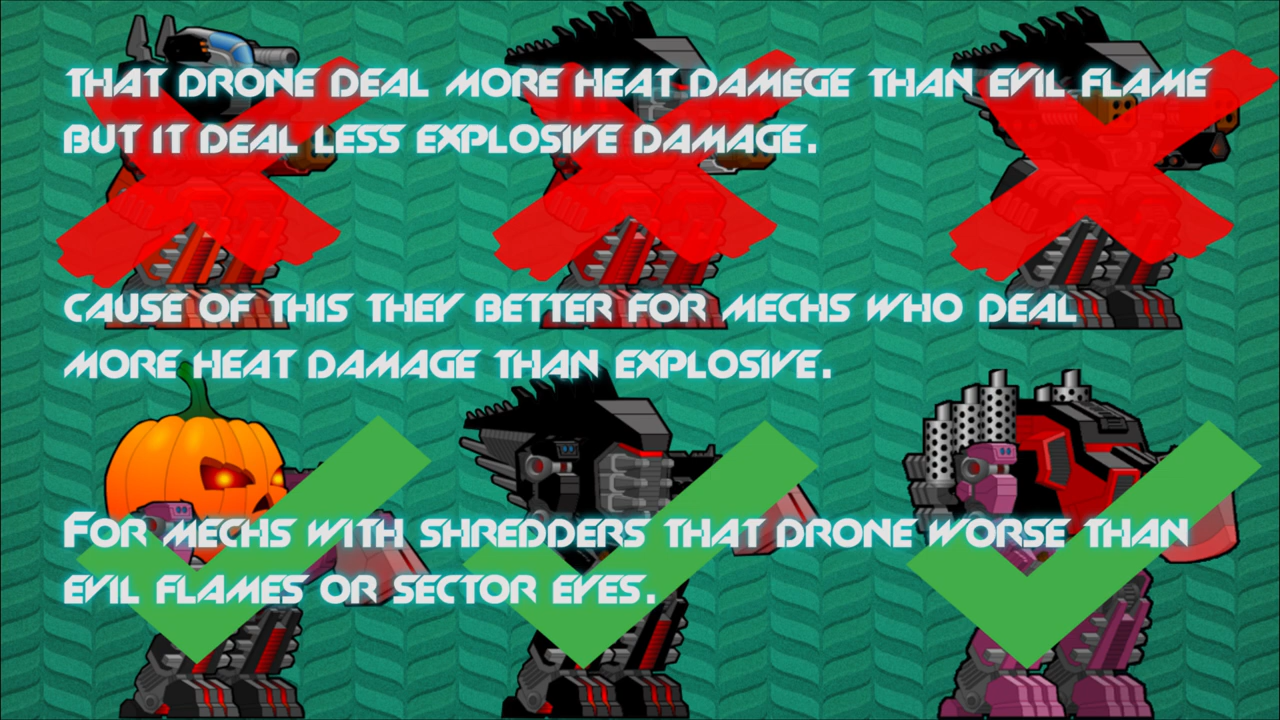 THAT DRONE DEAL MORE HEAT DAMEGE THAN EVIL FLAME
BUT IT DEAL LESS EXPLOSIVE DAMAGE.
CAUSE OF THIS THEY BETTER FOR MECHS WHO DEAL
MORE HEAT DAMAGE THAN EXPLOSIVE.
FOR MECHS WITH SHREDDERS THAT DRONE WORSE THAN
EVIL FLAMES OR SECTOR EYES.